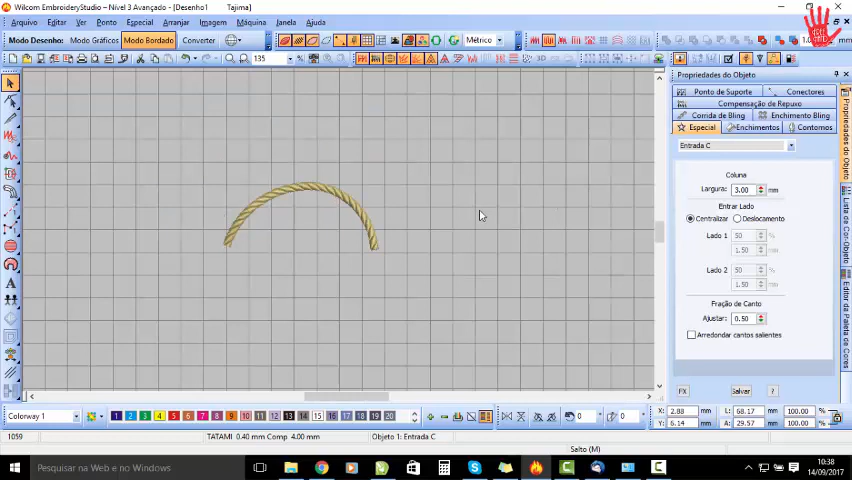 Wilcom EmbroideryStudio - Nível 3 Avançado - [Desenho1 Tajima]
Arquivo Editar Ver Ponto Especial Arranjar Imagem Máquina Janela Ajuda
Modo Desenho: Modo Gráficos Modo Bordado Converter Métrico
135
Propriedades do Objeto
Ponto de Suporte Conectores
Compensação de Repuxo
Corrida de Bling Enchimento Bling
Especial Enchimentos Contornos
Entrada C
Coluna
Largura: 3.00 mm
Entrar Lado
Centralizar Deslocamento
Lado 1 50 %
1.50 mm
Lado 2 50 %
1.50 mm
Fração de Canto
Ajustar: 0.50
Arredondar cantos salientes
FX Salvar ?
Propriedades do Objeto
Lista de Cor-Objeto
Editor da Paleta de Cores
Colorway 1 1 2 3 4 5 6 7 8 9 10 11 12 13 14 15 16 17 18 19 20 0 0
X: 2.88 mm L: 68.17 mm 100.00 %
Y: 6.14 mm A: 29.57 mm 100.00 %
1059 TATAMI 0.40 mm Comp 4.00 mm Objeto 1: Entrada C
Salto (M)
Pesquisar na Web e no Windows
10:38
14/09/2017